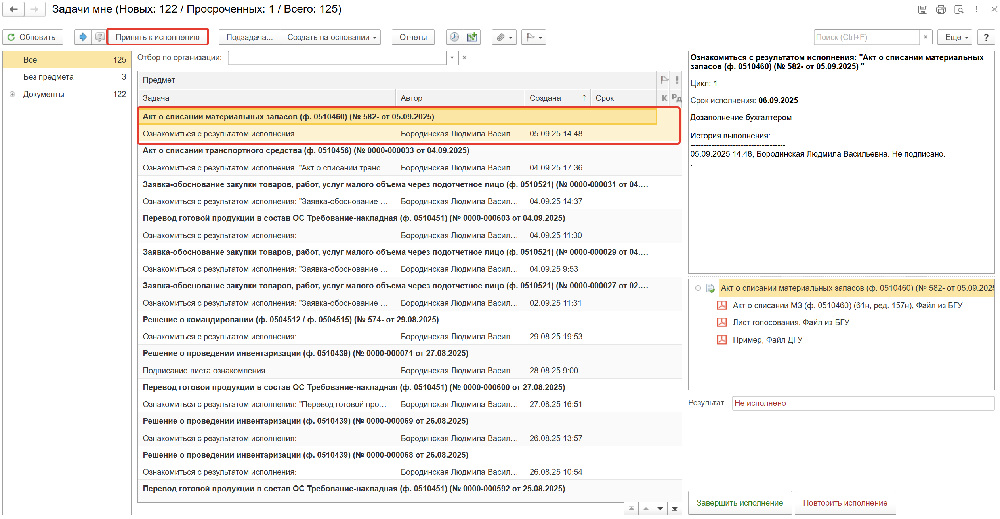 Задачи мне (Новых: 122 / Просроченных: 1 / Всего: 125)
Обновить
Принять к исполнению
Подзадача...
Создать на основании
Отчеты
Поиск (Ctrl+F)
×
Еще
?
Все 125
Без предмета 3
Документы 122
Отбор по организации:
×
Предмет !
Задача Автор Создана ↑ Срок К Рд
Акт о списании материальных запасов (ф. 0510460) (№ 582- от 05.09.2025)
Ознакомиться с результатом исполнения: Бородинская Людмила Васил... 05.09.25 14:48
Акт о списании транспортного средства (ф. 0510456) (№ 0000-000033 от 04.09.2025)
Ознакомиться с результатом исполнения: "Акт о списании транс... Бородинская Людмила Васил... 04.09.25 17:36
Заявка-обоснование закупки товаров, работ, услуг малого объема через подотчетное лицо (ф. 0510521) (№ 0000-000031 от 04....
Ознакомиться с результатом исполнения: "Заявка-обоснование ... Бородинская Людмила Васил... 04.09.25 14:37
Перевод готовой продукции в состав ОС Требование-накладная (ф. 0510451) (№ 0000-000603 от 04.09.2025)
Ознакомиться с результатом исполнения: Бородинская Людмила Васил... 04.09.25 11:30
Заявка-обоснование закупки товаров, работ, услуг малого объема через подотчетное лицо (ф. 0510521) (№ 0000-000029 от 04....
Ознакомиться с результатом исполнения: "Заявка-обоснование ... Бородинская Людмила Васил... 04.09.25 9:53
Заявка-обоснование закупки товаров, работ, услуг малого объема через подотчетное лицо (ф. 0510521) (№ 0000-000027 от 02....
Ознакомиться с результатом исполнения: "Заявка-обоснование ... Бородинская Людмила Васил... 02.09.25 11:31
Решение о командировании (ф. 0504512 / ф. 0504515) (№ 574- от 29.08.2025)
Ознакомиться с результатом исполнения: Бородинская Людмила Васил... 29.08.25 19:53
Решение о проведении инвентаризации (ф. 0510439) (№ 0000-000071 от 27.08.2025)
Подписание листа ознакомления Бородинская Людмила Васил... 28.08.25 9:00
Перевод готовой продукции в состав ОС Требование-накладная (ф. 0510451) (№ 0000-000600 от 27.08.2025)
Ознакомиться с результатом исполнения: "Перевод готовой про... Бородинская Людмила Васил... 27.08.25 16:51
Решение о проведении инвентаризации (ф. 0510439) (№ 0000-000069 от 26.08.2025)
Ознакомиться с результатом исполнения: Бородинская Людмила Васил... 26.08.25 13:57
Решение о проведении инвентаризации (ф. 0510439) (№ 0000-000068 от 26.08.2025)
Ознакомиться с результатом исполнения: Бородинская Людмила Васил... 26.08.25 10:54
Перевод готовой продукции в состав ОС Требование-накладная (ф. 0510451) (№ 0000-000592 от 25.08.2025)
Ознакомиться с результатом исполнения: "Акт о списании материальных
запасов (ф. 0510460) (№ 582- от 05.09.2025) "
Цикл: 1
Срок исполнения: 06.09.2025
Дозаполнение бухгалтером
История выполнения:
------------------------------------
05.09.2025 14:48, Бородинская Людмила Васильевна. Не подписано:
.
Акт о списании материальных запасов (ф. 0510460) (№ 582- от 05.09.2025
Акт о списании МЗ (ф. 0510460) (61н, ред. 157н), Файл из БГУ
Лист голосования, Файл из БГУ
Пример, Файл ДГУ
Результат: Не исполнено
Завершить исполнение
Повторить исполнение